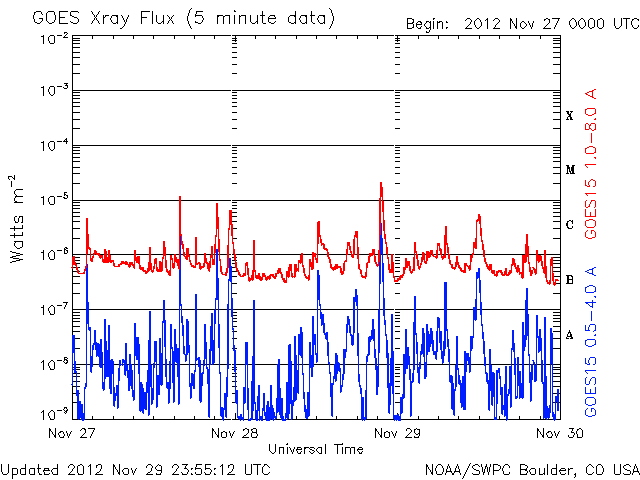 GOES Xray Flux (5 minute data)
Begin: 2012 Nov 27 0000 UTC
10-2
10-3
10-4
10-5
10-6
10-7
10-8
10-9
Watts m-2
X
M
C
B
A
GOES15 1.0-8.0 A
GOES15 0.5-4.0 A
Nov 27
Nov 28
Nov 29
Nov 30
Universal Time
Updated 2012 Nov 29 23:55:12 UTC
NOAA/SWPC Boulder, CO USA